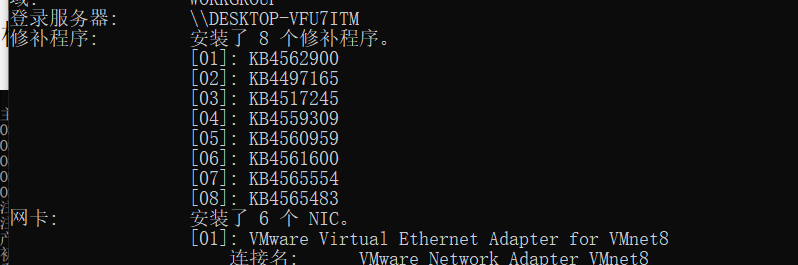 域:               WORKGROUP
登录服务器:       \\DESKTOP-VFU7ITM
修补程序:         安装了 8 个修补程序。
[01]: KB4562900
[02]: KB4497165
[03]: KB4517245
[04]: KB4559309
[05]: KB4560959
[06]: KB4561600
[07]: KB4565554
[08]: KB4565483
网卡:             安装了 6 个 NIC。
[01]: VMware Virtual Ethernet Adapter for VMnet8
连接名:      VMware Network Adapter VMnet8